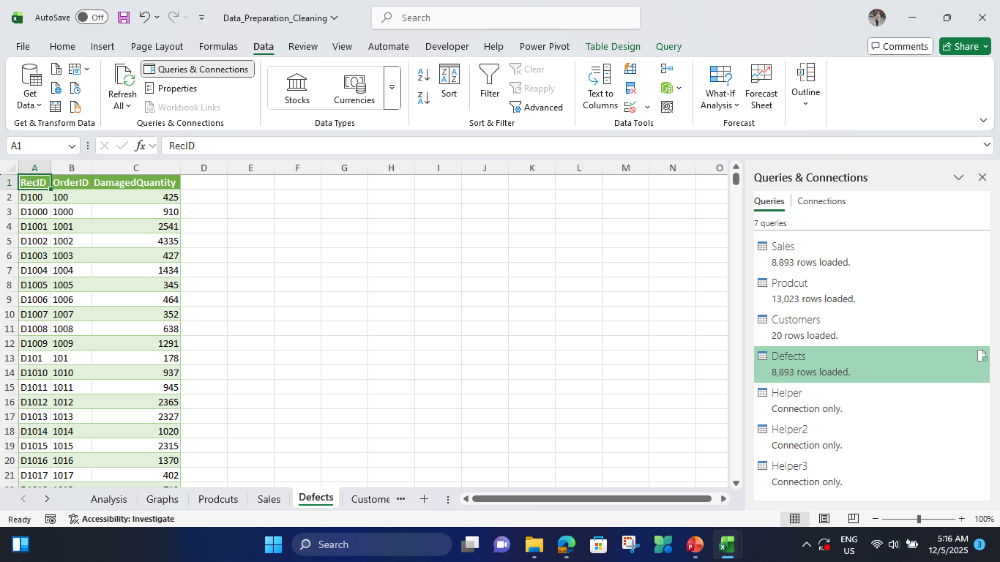 AutoSave Off Data_Preparation_Cleaning Search
File Home Insert Page Layout Formulas Data Review View Automate Developer Help Power Pivot Table Design Query Comments Share
Get Data
Refresh All
Queries & Connections
Properties
Workbook Links
Stocks
Currencies
Sort
Filter
Clear
Reapply
Advanced
Text to Columns
What-If Analysis
Forecast Sheet
Outline
Get & Transform Data Queries & Connections Data Types Sort & Filter Data Tools Forecast
A1 fx RecID
A B C D E F G H I J K L M N O
1 RecID OrderID DamagedQuantity
2 D100 100 425
3 D1000 1000 910
4 D1001 1001 2541
5 D1002 1002 4335
6 D1003 1003 427
7 D1004 1004 1434
8 D1005 1005 345
9 D1006 1006 464
10 D1007 1007 352
11 D1008 1008 638
12 D1009 1009 1291
13 D101 101 178
14 D1010 1010 937
15 D1011 1011 945
16 D1012 1012 2365
17 D1013 1013 2327
18 D1014 1014 1020
19 D1015 1015 2315
20 D1016 1016 1370
21 D1017 1017 402
Queries & Connections
Queries Connections
7 queries
Sales
8,893 rows loaded.
Prodcut
13,023 rows loaded.
Customers
20 rows loaded.
Defects
8,893 rows loaded.
Helper
Connection only.
Helper2
Connection only.
Helper3
Connection only.
Analysis Graphs Prodcuts Sales Defects Custome ...
Ready Accessibility: Investigate 100%
Search
ENG
US
5:16 AM
12/5/2025
3